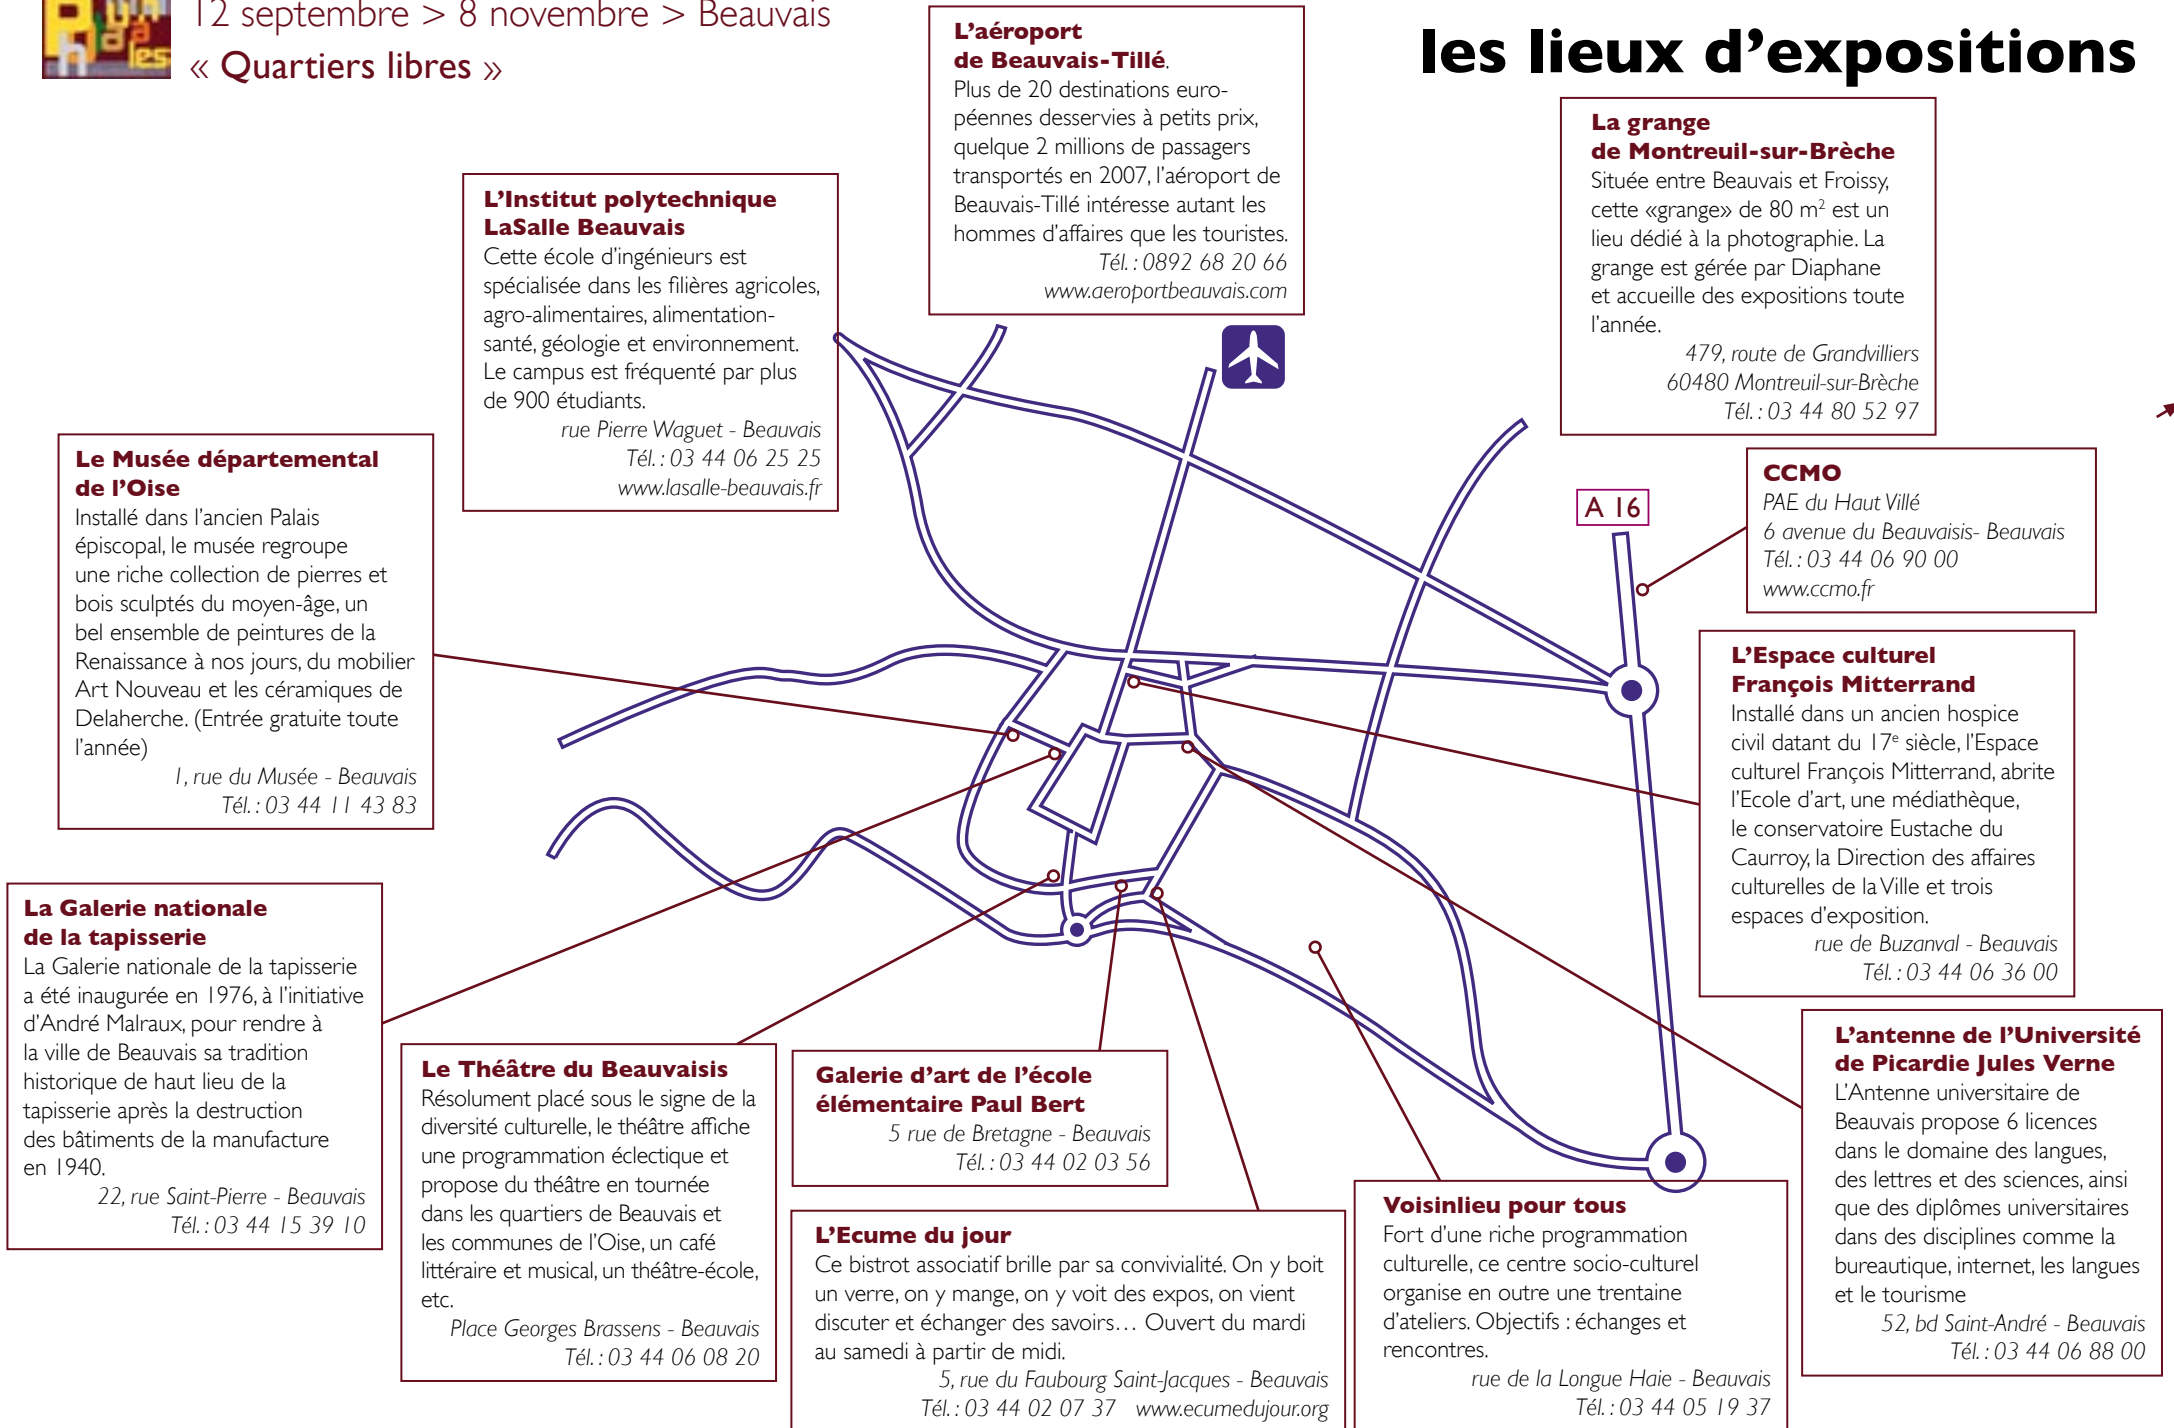 12 septembre > 8 novembre > Beauvais
« Quartiers libres »
les lieux d’expositions
L’aéroport
de Beauvais-Tillé.
Plus de 20 destinations euro-
péennes desservies à petits prix,
quelque 2 millions de passagers
transportés en 2007, l’aéroport de
Beauvais-Tillé intéresse autant les
hommes d’affaires que les touristes.
Tél. : 0892 68 20 66
www.aeroportbeauvais.com
La grange
de Montreuil-sur-Brèche
Située entre Beauvais et Froissy,
cette «grange» de 80 m² est un
lieu dédié à la photographie. La
grange est gérée par Diaphane
et accueille des expositions toute
l’année.
479, route de Grandvilliers
60480 Montreuil-sur-Brèche
Tél. : 03 44 80 52 97
L’Institut polytechnique
LaSalle Beauvais
Cette école d’ingénieurs est
spécialisée dans les filières agricoles,
agro-alimentaires, alimentation-
santé, géologie et environnement.
Le campus est fréquenté par plus
de 900 étudiants.
rue Pierre Waguet - Beauvais
Tél. : 03 44 06 25 25
www.lasalle-beauvais.fr
Le Musée départemental
de l’Oise
Installé dans l’ancien Palais
épiscopal, le musée regroupe
une riche collection de pierres et
bois sculptés du moyen-âge, un
bel ensemble de peintures de la
Renaissance à nos jours, du mobilier
Art Nouveau et les céramiques de
Delaherche. (Entrée gratuite toute
l’année)
1, rue du Musée - Beauvais
Tél. : 03 44 11 43 83
A 16
CCMO
PAE du Haut Villé
6 avenue du Beauvaisis- Beauvais
Tél. : 03 44 06 90 00
www.ccmo.fr
L’Espace culturel
François Mitterrand
Installé dans un ancien hospice
civil datant du 17e siècle, l’Espace
culturel François Mitterrand, abrite
l’Ecole d’art, une médiathèque,
le conservatoire Eustache du
Caurroy, la Direction des affaires
culturelles de la Ville et trois
espaces d’exposition.
rue de Buzanval - Beauvais
Tél. : 03 44 06 36 00
La Galerie nationale
de la tapisserie
La Galerie nationale de la tapisserie
a été inaugurée en 1976, à l’initiative
d’André Malraux, pour rendre à
la ville de Beauvais sa tradition
historique de haut lieu de la
tapisserie après la destruction
des bâtiments de la manufacture
en 1940.
22, rue Saint-Pierre - Beauvais
Tél. : 03 44 15 39 10
Le Théâtre du Beauvaisis
Résolument placé sous le signe de la
diversité culturelle, le théâtre affiche
une programmation éclectique et
propose du théâtre en tournée
dans les quartiers de Beauvais et
les communes de l’Oise, un café
littéraire et musical, un théâtre-école,
etc.
Place Georges Brassens - Beauvais
Tél. : 03 44 06 08 20
Galerie d’art de l’école
élémentaire Paul Bert
5 rue de Bretagne - Beauvais
Tél. : 03 44 02 03 56
L’Ecume du jour
Ce bistrot associatif brille par sa convivialité. On y boit
un verre, on y mange, on y voit des expos, on vient
discuter et échanger des savoirs… Ouvert du mardi
au samedi à partir de midi.
5, rue du Faubourg Saint-Jacques - Beauvais
Tél. : 03 44 02 07 37 www.ecumedujour.org
Voisinlieu pour tous
Fort d’une riche programmation
culturelle, ce centre socio-culturel
organise en outre une trentaine
d’ateliers. Objectifs : échanges et
rencontres.
rue de la Longue Haie - Beauvais
Tél. : 03 44 05 19 37
L’antenne de l’Université
de Picardie Jules Verne
L’Antenne universitaire de
Beauvais propose 6 licences
dans le domaine des langues,
des lettres et des sciences, ainsi
que des diplômes universitaires
dans des disciplines comme la
bureautique, internet, les langues
et le tourisme
52, bd Saint-André - Beauvais
Tél. : 03 44 06 88 00